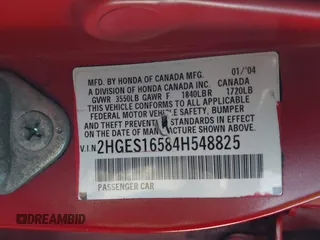 MFD. BY HONDA OF CANADA MFG. 01/'04
A DIVISION OF HONDA CANADA INC. CANADA
GVWR 3550LB GAWR F 1840LB R 1720LB
THIS VEHICLE CONFORMS TO ALL APPLICABLE
FEDERAL MOTOR VEHICLE SAFETY, BUMPER
AND THEFT PREVENTION STANDARDS IN EFFECT
ON THE DATE OF MANUFACTURE SHOWN ABOVE.
V.I.N. 2HGES16584H548825
PASSENGER CAR
DREAMBID